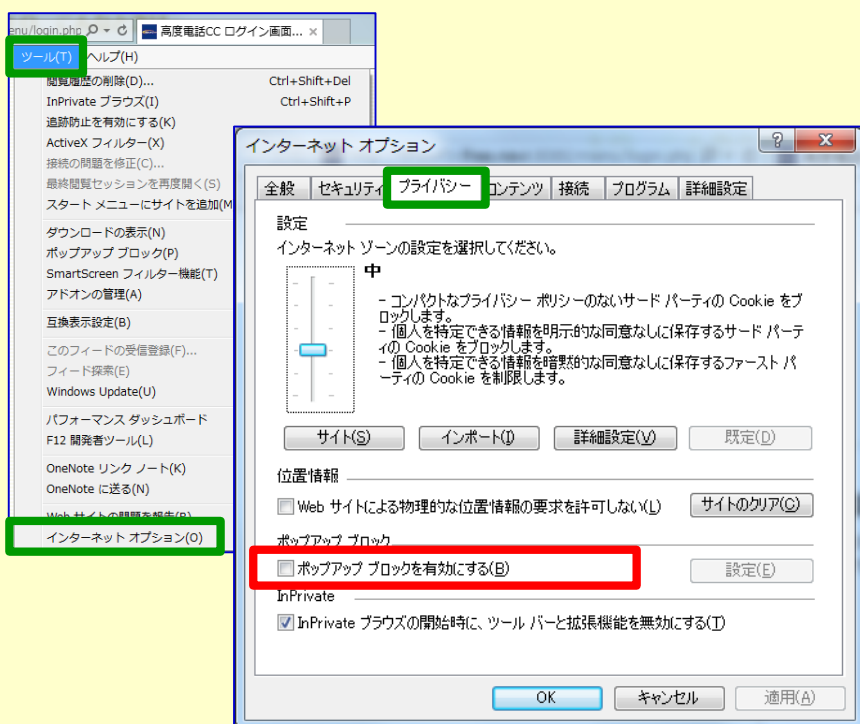 enu/login.php
高度電話CC ログイン画面...
ツール(T) ヘルプ(H)
閲覧履歴の削除(D)... Ctrl+Shift+Del
InPrivate ブラウズ(I) Ctrl+Shift+P
追跡防止を有効にする(K)
ActiveX フィルター(X)
接続の問題を修正(C)...
最終閲覧セッションを再度開く(S)
スタート メニューにサイトを追加(M
ダウンロードの表示(N)
ポップアップ ブロック(P)
SmartScreen フィルター機能(T)
アドオンの管理(A)
互換表示設定(B)
このフィードの受信登録(F)...
フィード探索(E)
Windows Update(U)
パフォーマンス ダッシュボード
F12 開発者ツール(L)
OneNote リンク ノート(K)
OneNote に送る(N)
Web サイトの問題を報告(R)
インターネット オプション(O)
インターネット オプション
全般 セキュリティ プライバシー コンテンツ 接続 プログラム 詳細設定
設定
インターネット ゾーンの設定を選択してください。
中
- コンパクトなプライバシー ポリシーのないサード パーティの Cookie をブ
ロックします。
- 個人を特定できる情報を明示的な同意なしに保存するサード パーテ
ィの Cookie をブロックします。
- 個人を特定できる情報を暗黙的な同意なしに保存するファースト パ
ーティの Cookie を制限します。
サイト(S) インポート(I) 詳細設定(V) 既定(D)
位置情報
Web サイトによる物理的な位置情報の要求を許可しない(L) サイトのクリア(C)
ポップアップ ブロック
ポップアップ ブロックを有効にする(B) 設定(E)
InPrivate
InPrivate ブラウズの開始時に、ツール バーと拡張機能を無効にする(T)
OK キャンセル 適用(A)